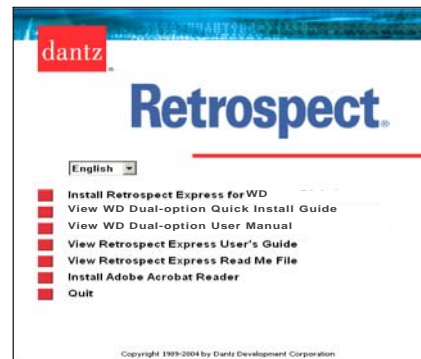 dantz
Retrospect®
English
Install Retrospect Express for WD
View WD Dual-option Quick Install Guide
View WD Dual-option User Manual
View Retrospect Express User's Guide
View Retrospect Express Read Me File
Install Adobe Acrobat Reader
Quit
Copyright 1989-2004 by Dantz Development Corporation